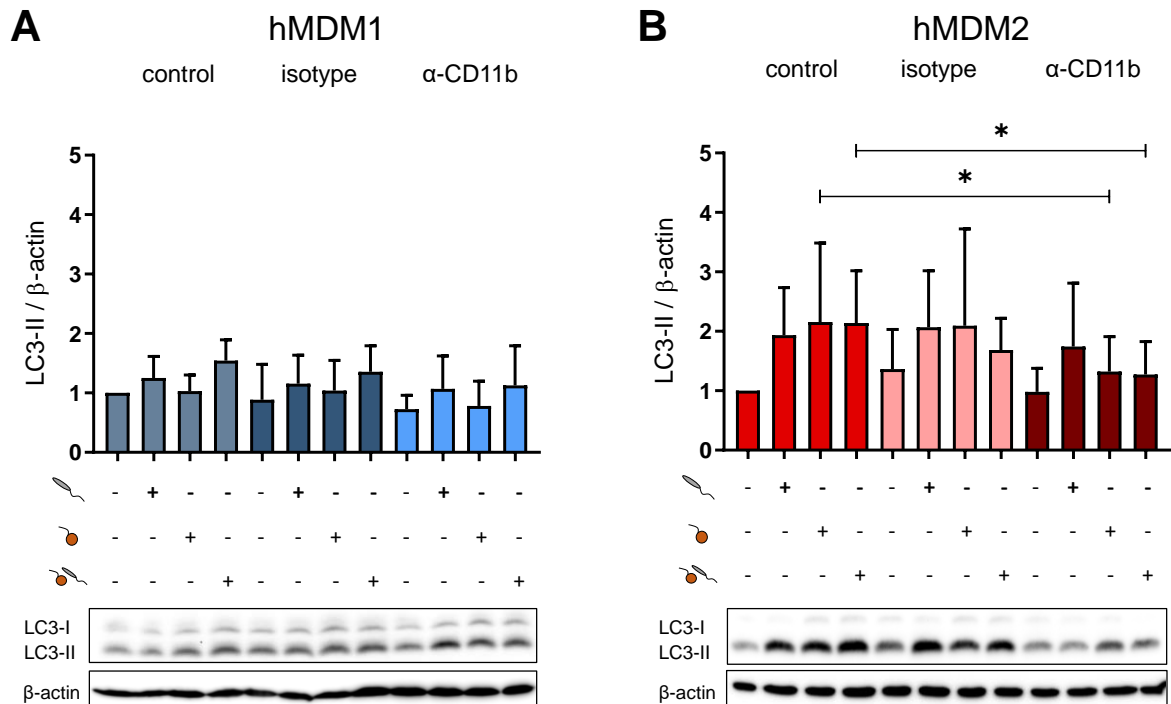 A
hMDM1
control isotype α-CD11b
LC3-II / β-actin
5
4
3
2
1
0
- + - - - + - - - + - -
- - + - - - + - - - + -
- - - + - - - + - - - +
LC3-I
LC3-II
β-actin
B
hMDM2
control isotype α-CD11b
*
*
LC3-II / β-actin
5
4
3
2
1
0
- + - - - + - - - + - -
- - + - - - + - - - + -
- - - + - - - + - - - +
LC3-I
LC3-II
β-actin